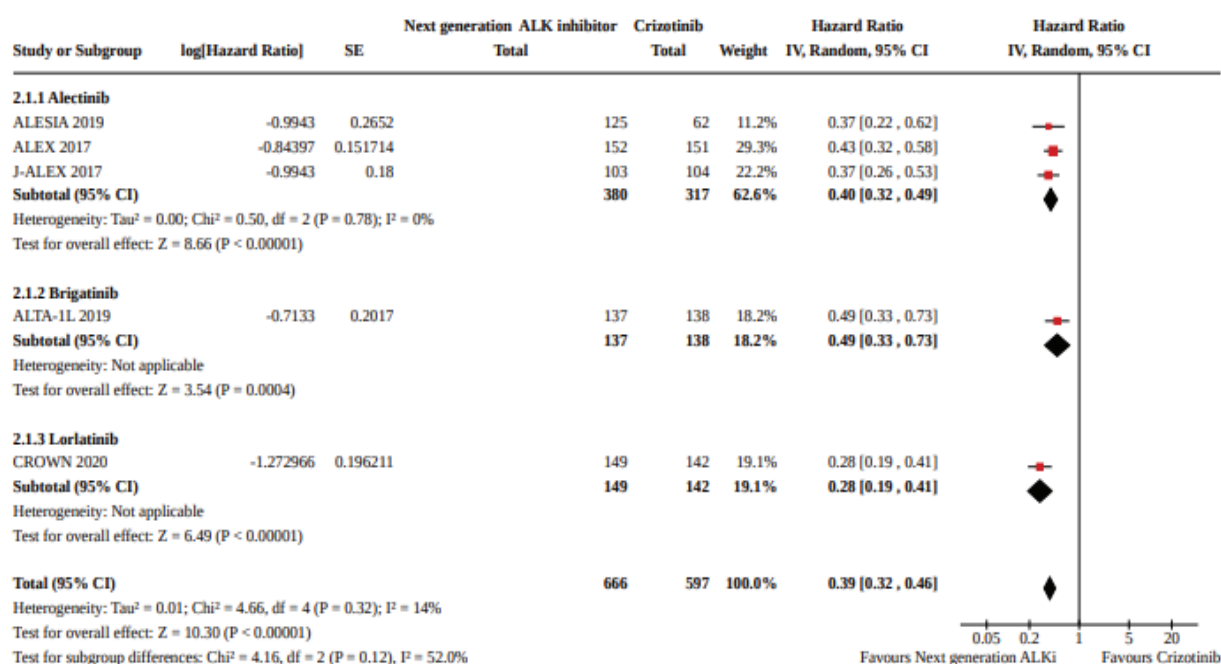 Next generation ALK inhibitor Crizotinib Hazard Ratio Hazard Ratio
Study or Subgroup log[Hazard Ratio] SE Total Total Weight IV, Random, 95% CI IV, Random, 95% CI
2.1.1 Alectinib
ALESIA 2019 -0.9943 0.2652 125 62 11.2% 0.37 [0.22 , 0.62]
ALEX 2017 -0.84397 0.151714 152 151 29.3% 0.43 [0.32 , 0.58]
J-ALEX 2017 -0.9943 0.18 103 104 22.2% 0.37 [0.26 , 0.53]
Subtotal (95% CI) 380 317 62.6% 0.40 [0.32 , 0.49]
Heterogeneity: Tau² = 0.00; Chi² = 0.50, df = 2 (P = 0.78); I² = 0%
Test for overall effect: Z = 8.66 (P < 0.00001)
2.1.2 Brigatinib
ALTA-1L 2019 -0.7133 0.2017 137 138 18.2% 0.49 [0.33 , 0.73]
Subtotal (95% CI) 137 138 18.2% 0.49 [0.33 , 0.73]
Heterogeneity: Not applicable
Test for overall effect: Z = 3.54 (P = 0.0004)
2.1.3 Lorlatinib
CROWN 2020 -1.272966 0.196211 149 142 19.1% 0.28 [0.19 , 0.41]
Subtotal (95% CI) 149 142 19.1% 0.28 [0.19 , 0.41]
Heterogeneity: Not applicable
Test for overall effect: Z = 6.49 (P < 0.00001)
Total (95% CI) 666 597 100.0% 0.39 [0.32 , 0.46]
Heterogeneity: Tau² = 0.01; Chi² = 4.66, df = 4 (P = 0.32); I² = 14%
Test for overall effect: Z = 10.30 (P < 0.00001)
0.05 0.2 1 5 20
Test for subgroup differences: Chi² = 4.16, df = 2 (P = 0.12), I² = 52.0% Favours Next generation ALKi Favours Crizotinib